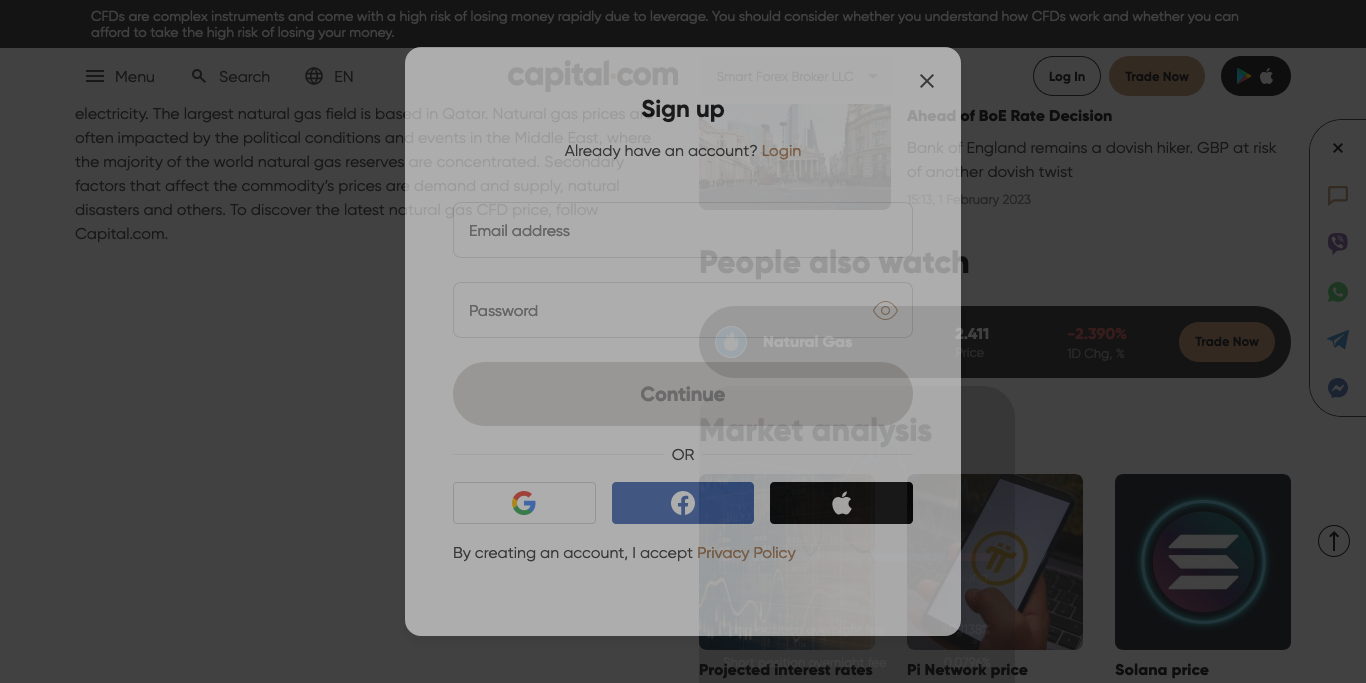 CFDs are complex instruments and come with a high risk of losing money rapidly due to leverage. You should consider whether you understand how CFDs work and whether you can
afford to take the high risk of losing your money.
Menu
Search
EN
capital.com
Smart Forex Broker LLC
Log In
Trade Now
Sign up
Already have an account? Login
Email address
Password
Continue
OR
By creating an account, I accept Privacy Policy
electricity. The largest natural gas field is based in Qatar. Natural gas prices are
often impacted by the political conditions and events in the Middle East, where
the majority of the world natural gas reserves are concentrated. Secondary
factors that affect the commodity's prices are demand and supply, natural
disasters and others. To discover the latest natural gas CFD price, follow
Capital.com.
Ahead of BoE Rate Decision
Bank of England remains a dovish hiker. GBP at risk
of another dovish twist
15:13, 1 February 2023
People also watch
Natural Gas
2.411
Price
-2.390%
1D Chg, %
Trade Now
Market analysis
Projected interest rates
Pi Network price
Solana price